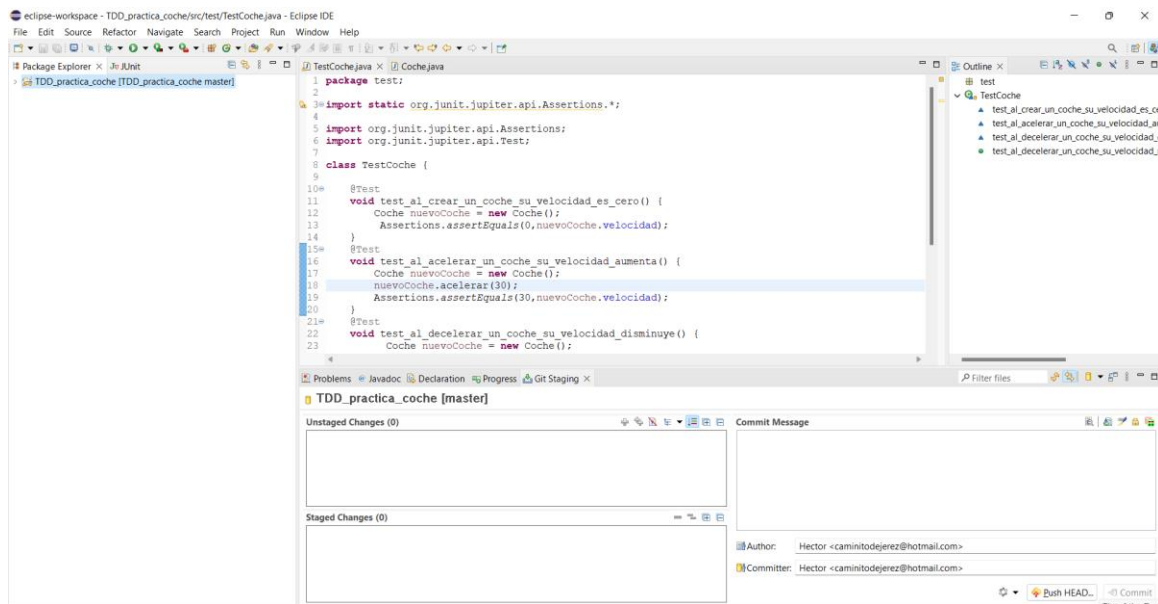 eclipse-workspace - TDD_practica_coche/src/test/TestCoche.java - Eclipse IDE
File Edit Source Refactor Navigate Search Project Run Window Help
Package Explorer × JUnit
TDD_practica_coche [TDD_practica_coche master]
TestCoche.java × Coche.java
1 package test;
2
3 import static org.junit.jupiter.api.Assertions.*;
4
5 import org.junit.jupiter.api.Assertions;
6 import org.junit.jupiter.api.Test;
7
8 class TestCoche {
9
10 @Test
11 void test_al_crear_un_coche_su_velocidad_es_cero() {
12 Coche nuevoCoche = new Coche();
13 Assertions.assertEquals(0,nuevoCoche.velocidad);
14 }
15 @Test
16 void test_al_acelerar_un_coche_su_velocidad_aumenta() {
17 Coche nuevoCoche = new Coche();
18 nuevoCoche.acelerar(30);
19 Assertions.assertEquals(30,nuevoCoche.velocidad);
20 }
21 @Test
22 void test_al_decelerar_un_coche_su_velocidad_disminuye() {
23 Coche nuevoCoche = new Coche();
Outline ×
test
TestCoche
test_al_crear_un_coche_su_velocidad_es_ce
test_al_acelerar_un_coche_su_velocidad_au
test_al_decelerar_un_coche_su_velocidad_
test_al_decelerar_un_coche_su_velocidad_
Problems Javadoc Declaration Progress Git Staging ×
Filter files
TDD_practica_coche [master]
Unstaged Changes (0)
Staged Changes (0)
Commit Message
Author: Hector <caminitodejerez@hotmail.com>
Committer: Hector <caminitodejerez@hotmail.com>
Push HEAD... Commit